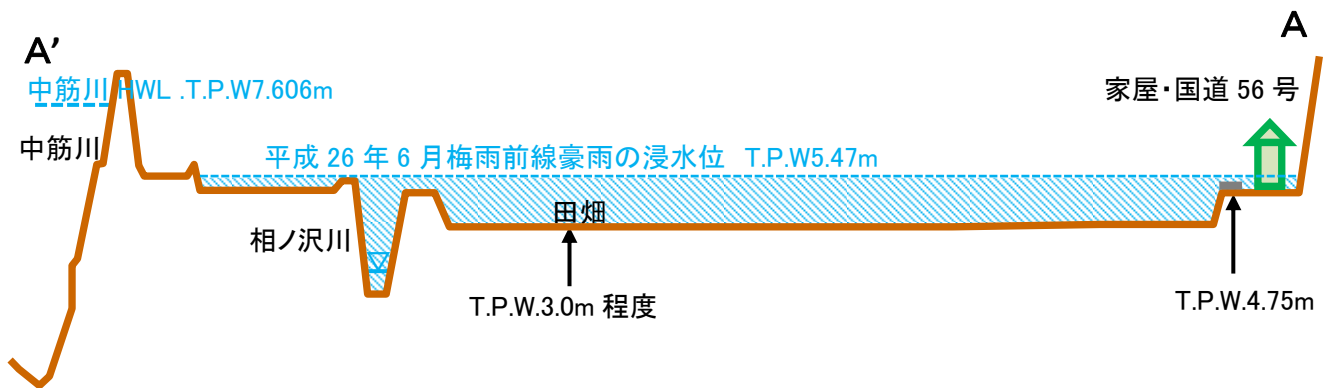 A'
A
中筋川 HWL .T.P.W7.606m
家屋・国道 56 号
中筋川
平成 26 年 6 月梅雨前線豪雨の浸水位 T.P.W5.47m
田畑
相ノ沢川
T.P.W.3.0m 程度
T.P.W.4.75m